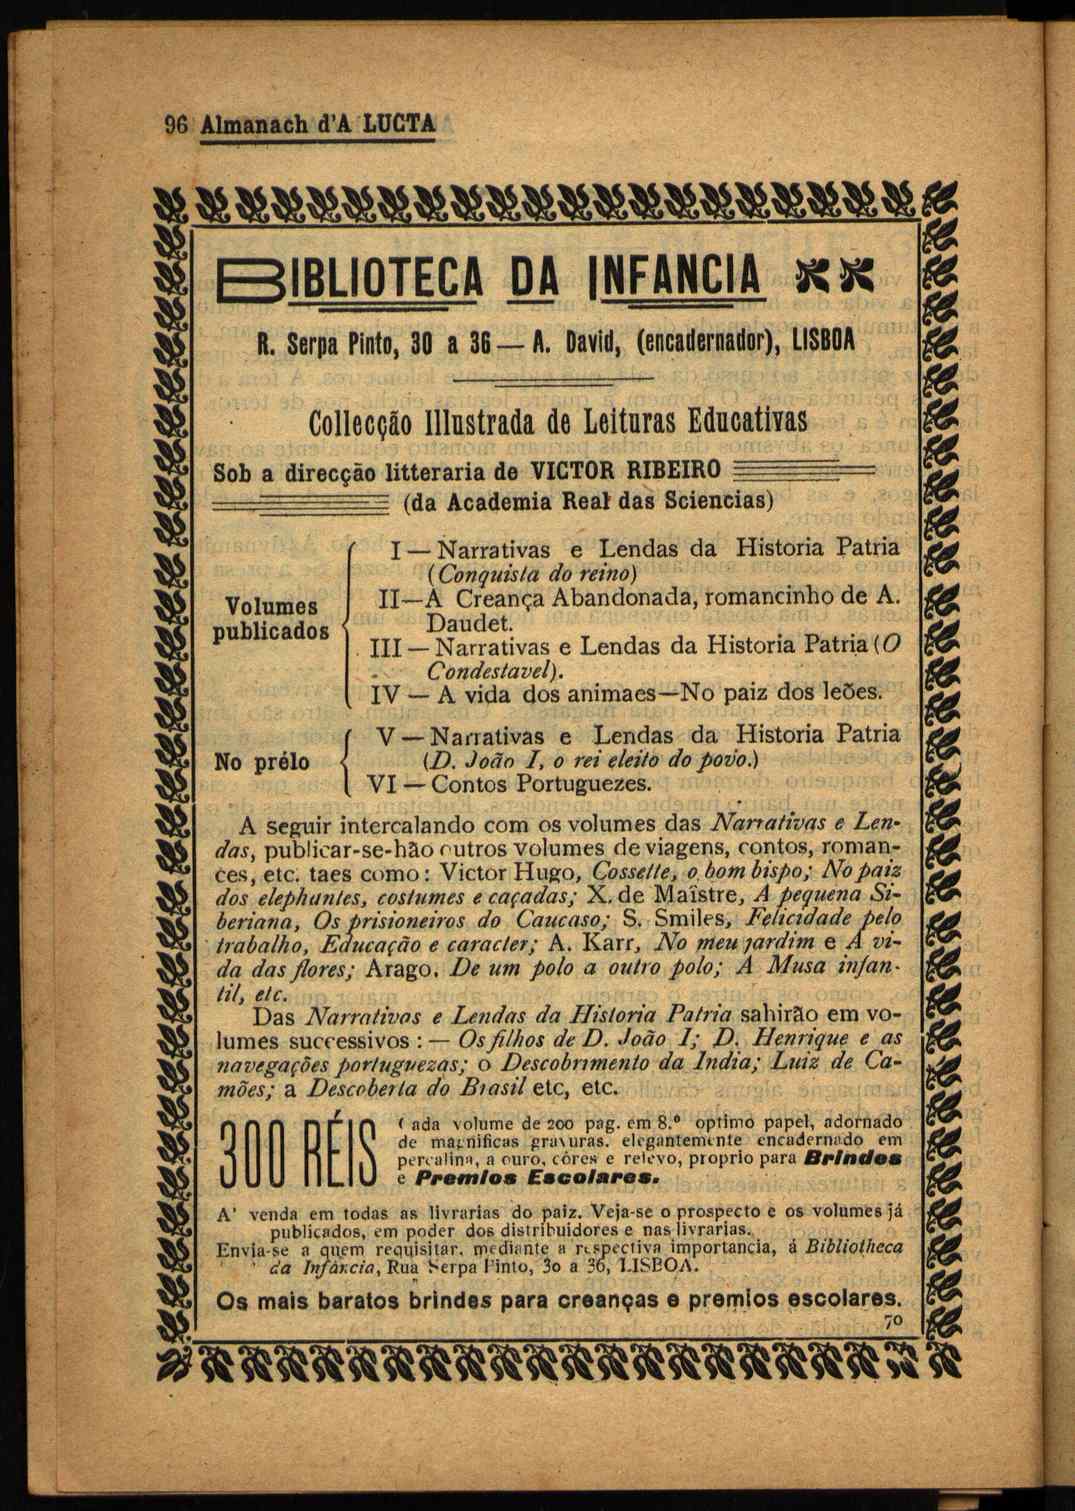 96 Almanach d'A LUCTA
BIBLIOTECA DA INFANCIA
R. Serpa Pinto, 30 a 36 — A. David, (encadernador), LISBOA
Collecção Illustrada de Leituras Educativas
Sob a direcção litteraria de VICTOR RIBEIRO
(da Academia Real das Sciencias)
Volumes publicados
I — Narrativas e Lendas da Historia Patria
(Conquista do reino)
II—A Creança Abandonada, romancinho de A.
Daudet.
III — Narrativas e Lendas da Historia Patria (O
Condestavel).
IV — A vida dos animaes—No paiz dos leões.
No prélo
V — Narrativas e Lendas da Historia Patria
(D. João I, o rei eleito do povo.)
VI — Contos Portuguezes.
A seguir intercalando com os volumes das Narrativas e Len-
das, publicar-se-hão outros volumes de viagens, contos, roman-
ces, etc. taes como: Victor Hugo, Cossette, o bom bispo; No paiz
dos elephantes, costumes e caçadas; X. de Maïstre, A pequena Si-
beriana, Os prisioneiros do Caucaso; S. Smiles, Felicidade pelo
trabalho, Educação e caracter; A. Karr, No meu jardim e A vi-
da das flores; Arago, De um polo a outro polo; A Musa infan-
til, etc.
Das Narrativas e Lendas da Historia Patria sahirão em vo-
lumes successivos : — Os filhos de D. João I; D. Henrique e as
navegações portuguezas; o Descobrimento da India; Luiz de Ca-
mões; a Descoberta do Brasil etc, etc.
300 RÉIS
Cada volume de 200 pag. em 8.º optimo papel, adornado
de magnificas gravuras, elegantemente encadernado em
percalina, a ouro, côres e relevo, proprio para Brindes
e Premios Escolares.
A' venda em todas as livrarias do paiz. Veja-se o prospecto e os volumes já
publicados, em poder dos distribuidores e nas livrarias.
Envia-se a quem requisitar, mediante a respectiva importancia, á Bibliotheca
da Infancia, Rua Serpa Pinto, 30 a 36, LISBOA.
Os mais baratos brindes para creanças e premios escolares.
70